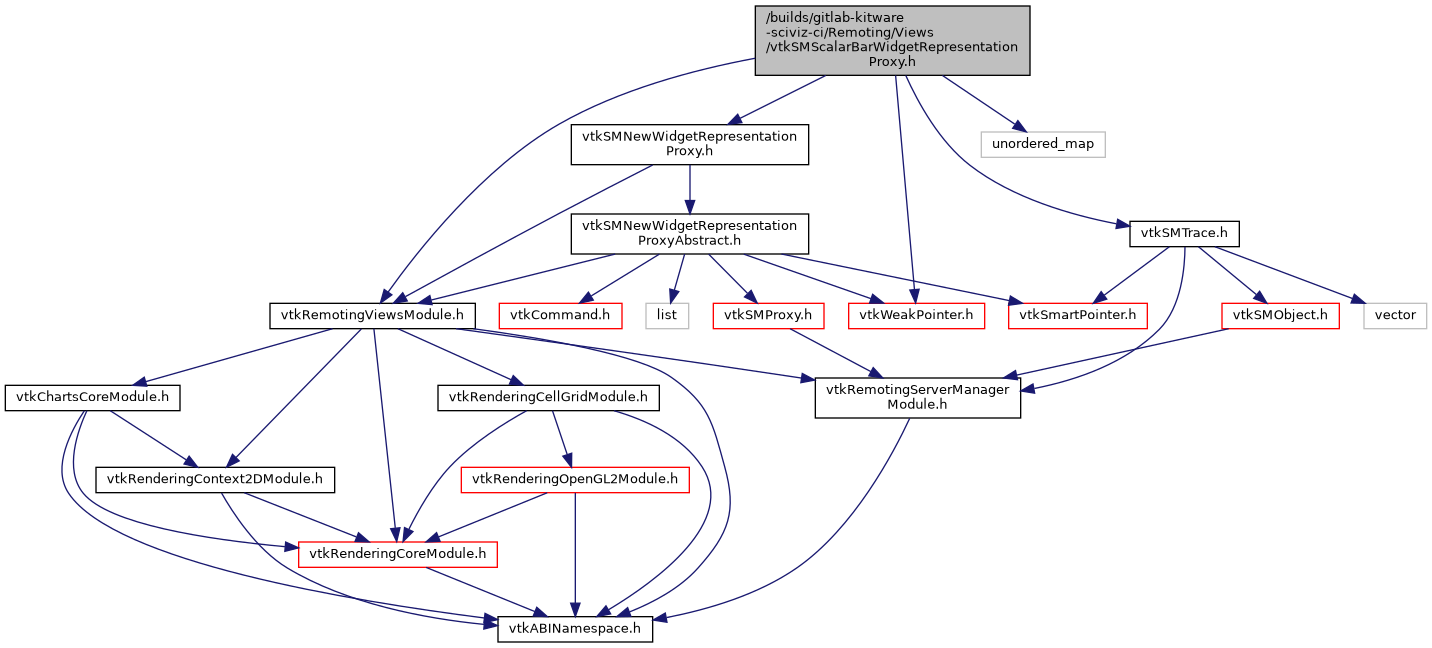 /builds/gitlab-kitware
-sciviz-ci/Remoting/Views
/vtkSMScalarBarWidgetRepresentation
Proxy.h
vtkSMNewWidgetRepresentation
Proxy.h
unordered_map
vtkSMNewWidgetRepresentation
ProxyAbstract.h
vtkSMTrace.h
vtkRemotingViewsModule.h
vtkCommand.h
list
vtkSMProxy.h
vtkWeakPointer.h
vtkSmartPointer.h
vtkSMObject.h
vector
vtkChartsCoreModule.h
vtkRenderingCellGridModule.h
vtkRemotingServerManager
Module.h
vtkRenderingContext2DModule.h
vtkRenderingOpenGL2Module.h
vtkRenderingCoreModule.h
vtkABINamespace.h